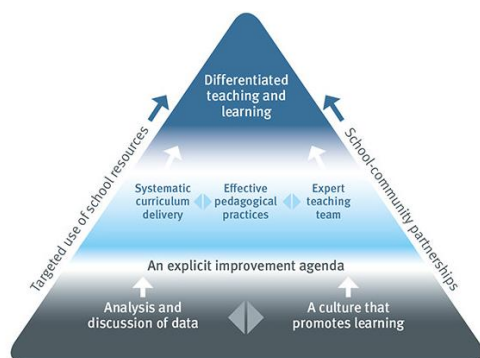 Differentiated
teaching and
learning
Targeted use of school resources
School-community partnerships
Systematic
curriculum
delivery
Effective
pedagogical
practices
Expert
teaching
team
An explicit improvement agenda
Analysis and
discussion of data
A culture that
promotes learning